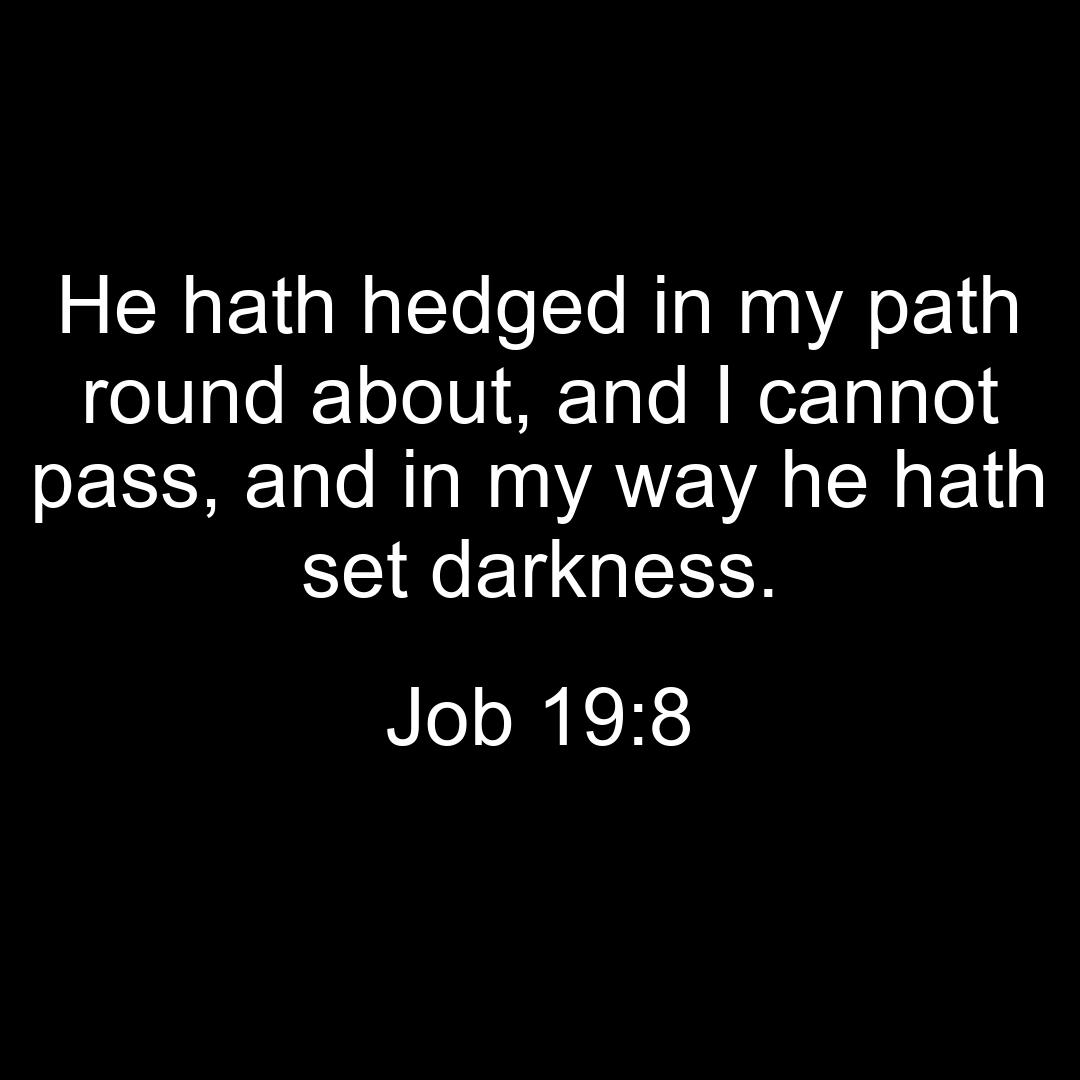 He hath hedged in my path
round about, and I cannot
pass, and in my way he hath
set darkness.
Job 19:8